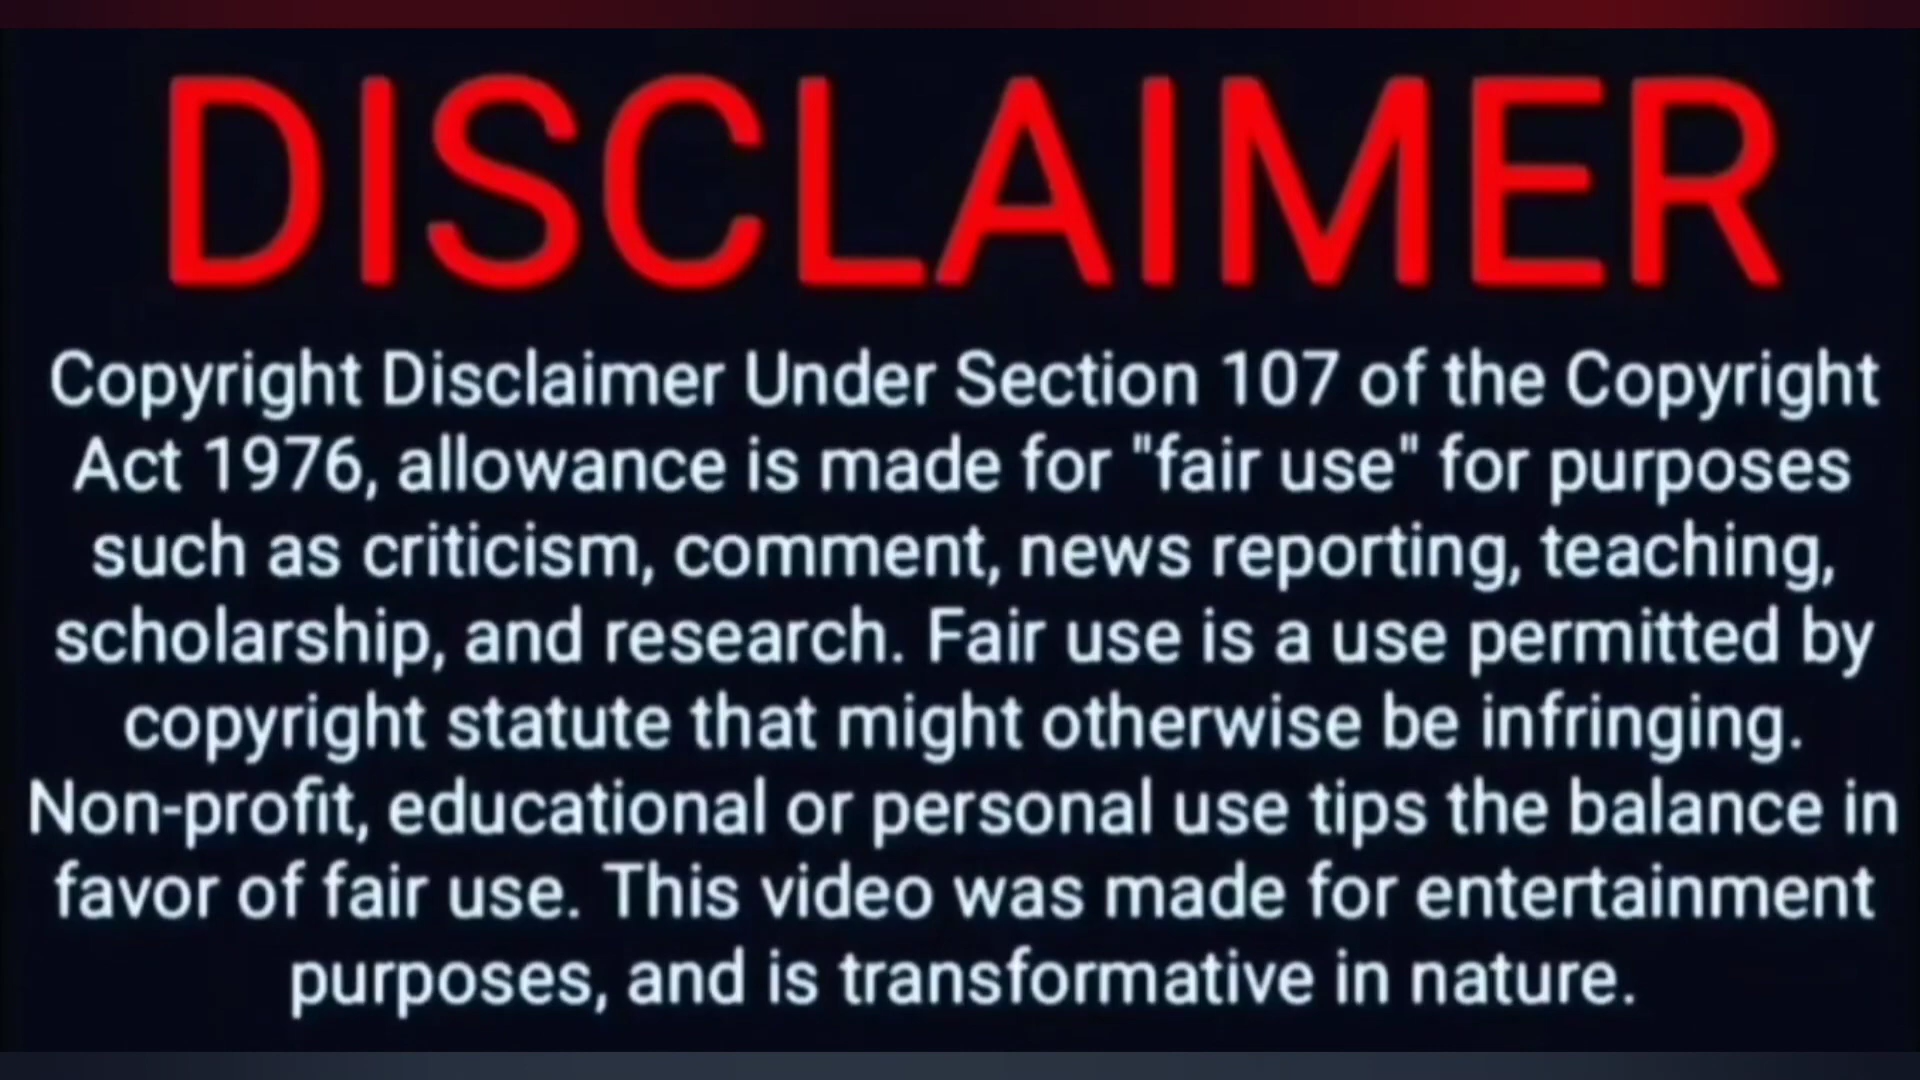 DISCLAIMER
Copyright Disclaimer Under Section 107 of the Copyright
Act 1976, allowance is made for "fair use" for purposes
such as criticism, comment, news reporting, teaching,
scholarship, and research. Fair use is a use permitted by
copyright statute that might otherwise be infringing.
Non-profit, educational or personal use tips the balance in
favor of fair use. This video was made for entertainment
purposes, and is transformative in nature.